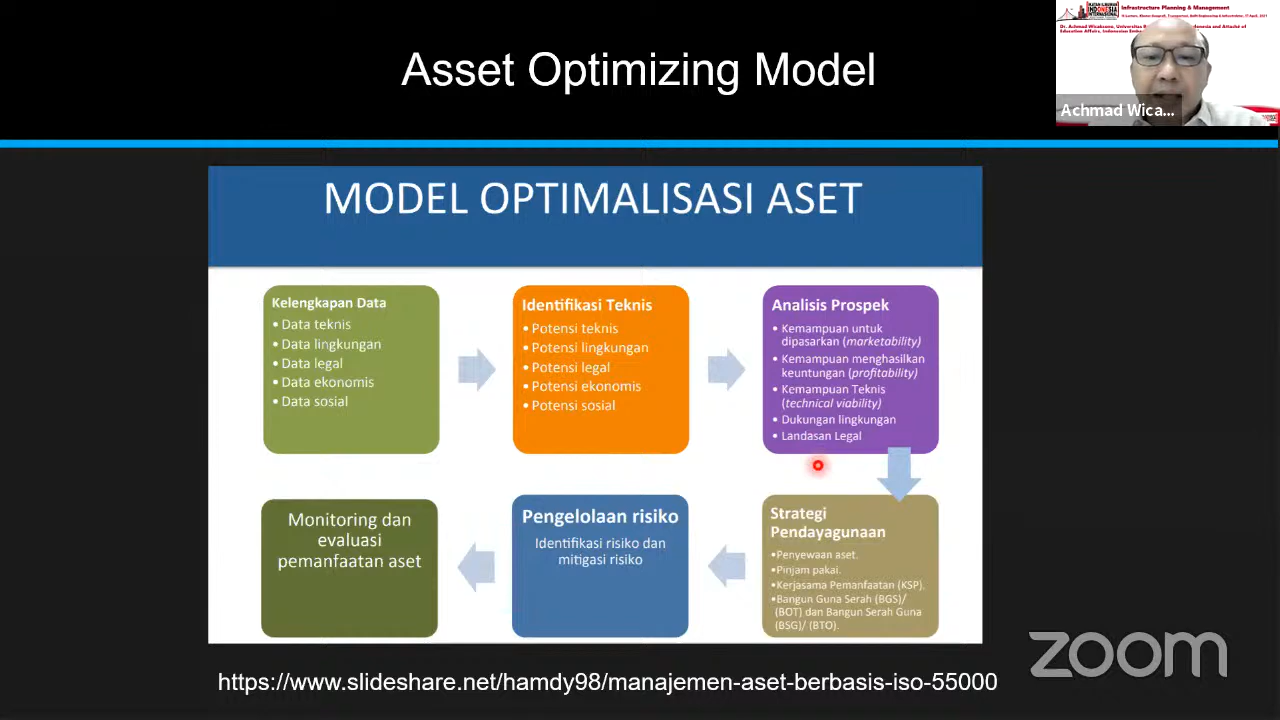 Asset Optimizing Model
INDONESIA
Infrastructure Planning & Management
Achmad Wica...
MODEL OPTIMALISASI ASET
Kelengkapan Data
• Data teknis
• Data lingkungan
• Data legal
• Data ekonomis
• Data sosial
Identifikasi Teknis
• Potensi teknis
• Potensi lingkungan
• Potensi legal
• Potensi ekonomis
• Potensi sosial
Analisis Prospek
• Kemampuan untuk
dipasarkan (marketability)
• Kemampuan menghasilkan
keuntungan (profitability)
• Kemampuan Teknis
(technical viability)
• Dukungan lingkungan
• Landasan Legal
Strategi
Pendayagunaan
•Penyewaan aset.
•Pinjam pakai.
•Kerjasama Pemanfaatan (KSP).
•Bangun Guna Serah (BGS)/
(BOT) dan Bangun Serah Guna
(BSG)/ (BTO).
Pengelolaan risiko
Identifikasi risiko dan
mitigasi risiko
Monitoring dan
evaluasi
pemanfaatan aset
https://www.slideshare.net/hamdy98/manajemen-aset-berbasis-iso-55000
zoom